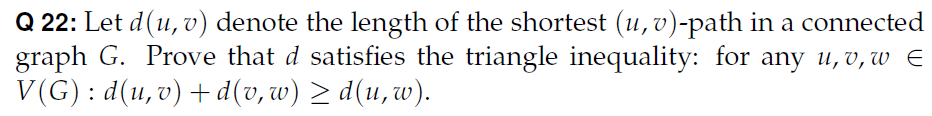 Q 22: Let d(u, v) denote the length of the shortest (u, v)-path in a connected
graph G. Prove that d satisfies the triangle inequality: for any u, v, w ∈
V(G) : d(u, v) + d(v, w) ≥ d(u, w).